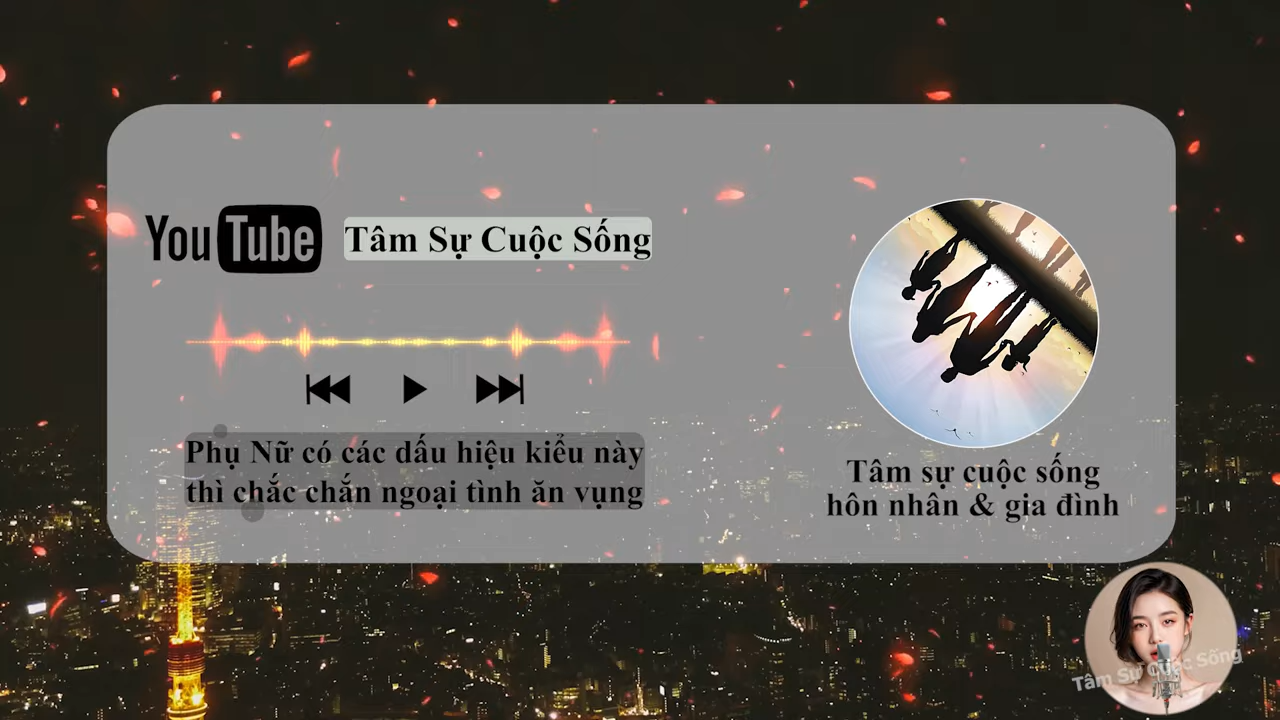 YouTube Tâm Sự Cuộc Sống
Phụ Nữ có các dấu hiệu kiểu này
thì chắc chắn ngoại tình ăn vụng
Tâm sự cuộc sống
hôn nhân & gia đình
Tâm Sự Cuộc Sống